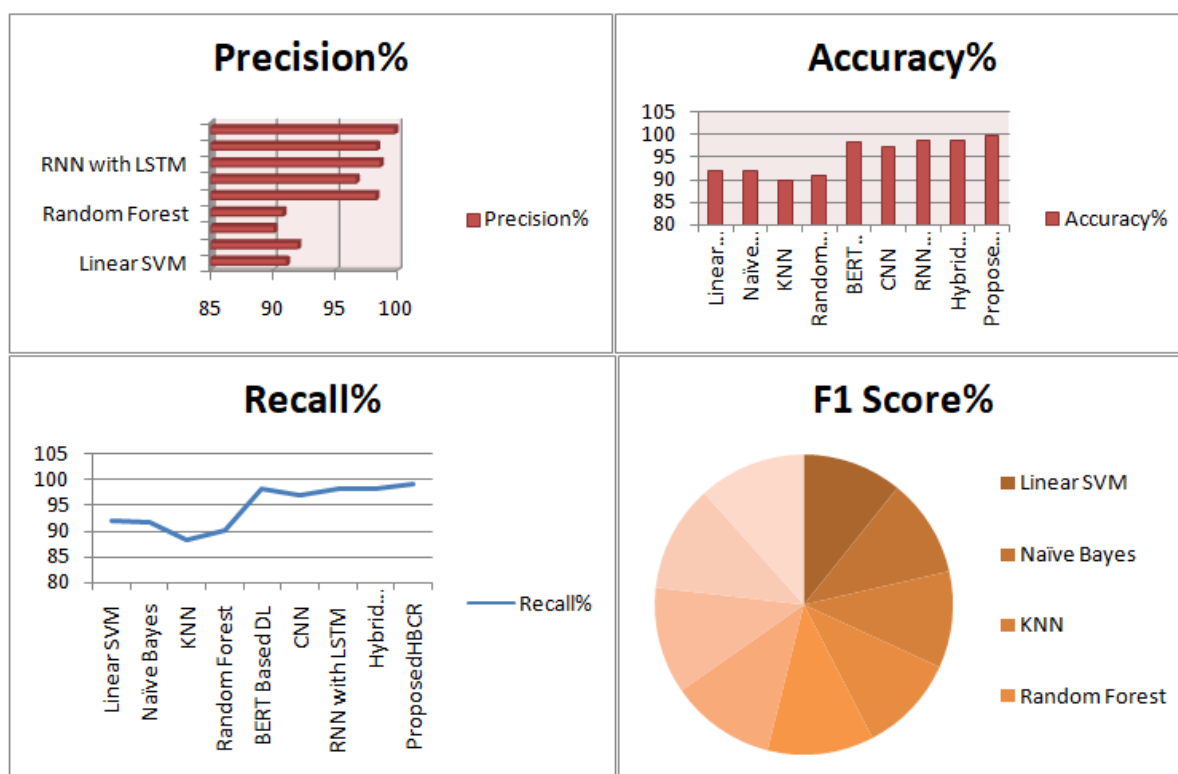 Precision%
RNN with LSTM
Random Forest
Linear SVM
85 90 95 100
Precision%
Accuracy%
105
100
95
90
85
80
Linear...
Naïve...
KNN
Random...
BERT..
CNN
RNN...
Hybrid...
Propose...
Accuracy%
Recall%
105
100
95
90
85
80
Linear SVM
Naïve Bayes
KNN
Random Forest
BERT Based DL
CNN
RNN with LSTM
Hybrid...
ProposedHBCR
Recall%
F1 Score%
Linear SVM
Naïve Bayes
KNN
Random Forest